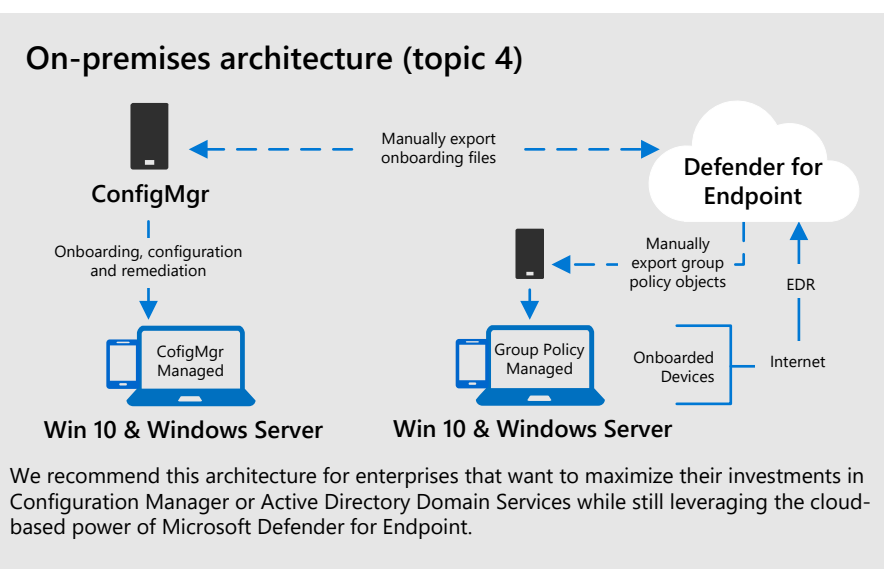 On-premises architecture (topic 4)
Manually export
onboarding files
Defender for
Endpoint
ConfigMgr
Onboarding, configuration
and remediation
Manually
export group
policy objects
EDR
CofigMgr
Managed
Group Policy
Managed
Onboarded
Devices
Internet
Win 10 & Windows Server
Win 10 & Windows Server
We recommend this architecture for enterprises that want to maximize their investments in
Configuration Manager or Active Directory Domain Services while still leveraging the cloud-
based power of Microsoft Defender for Endpoint.